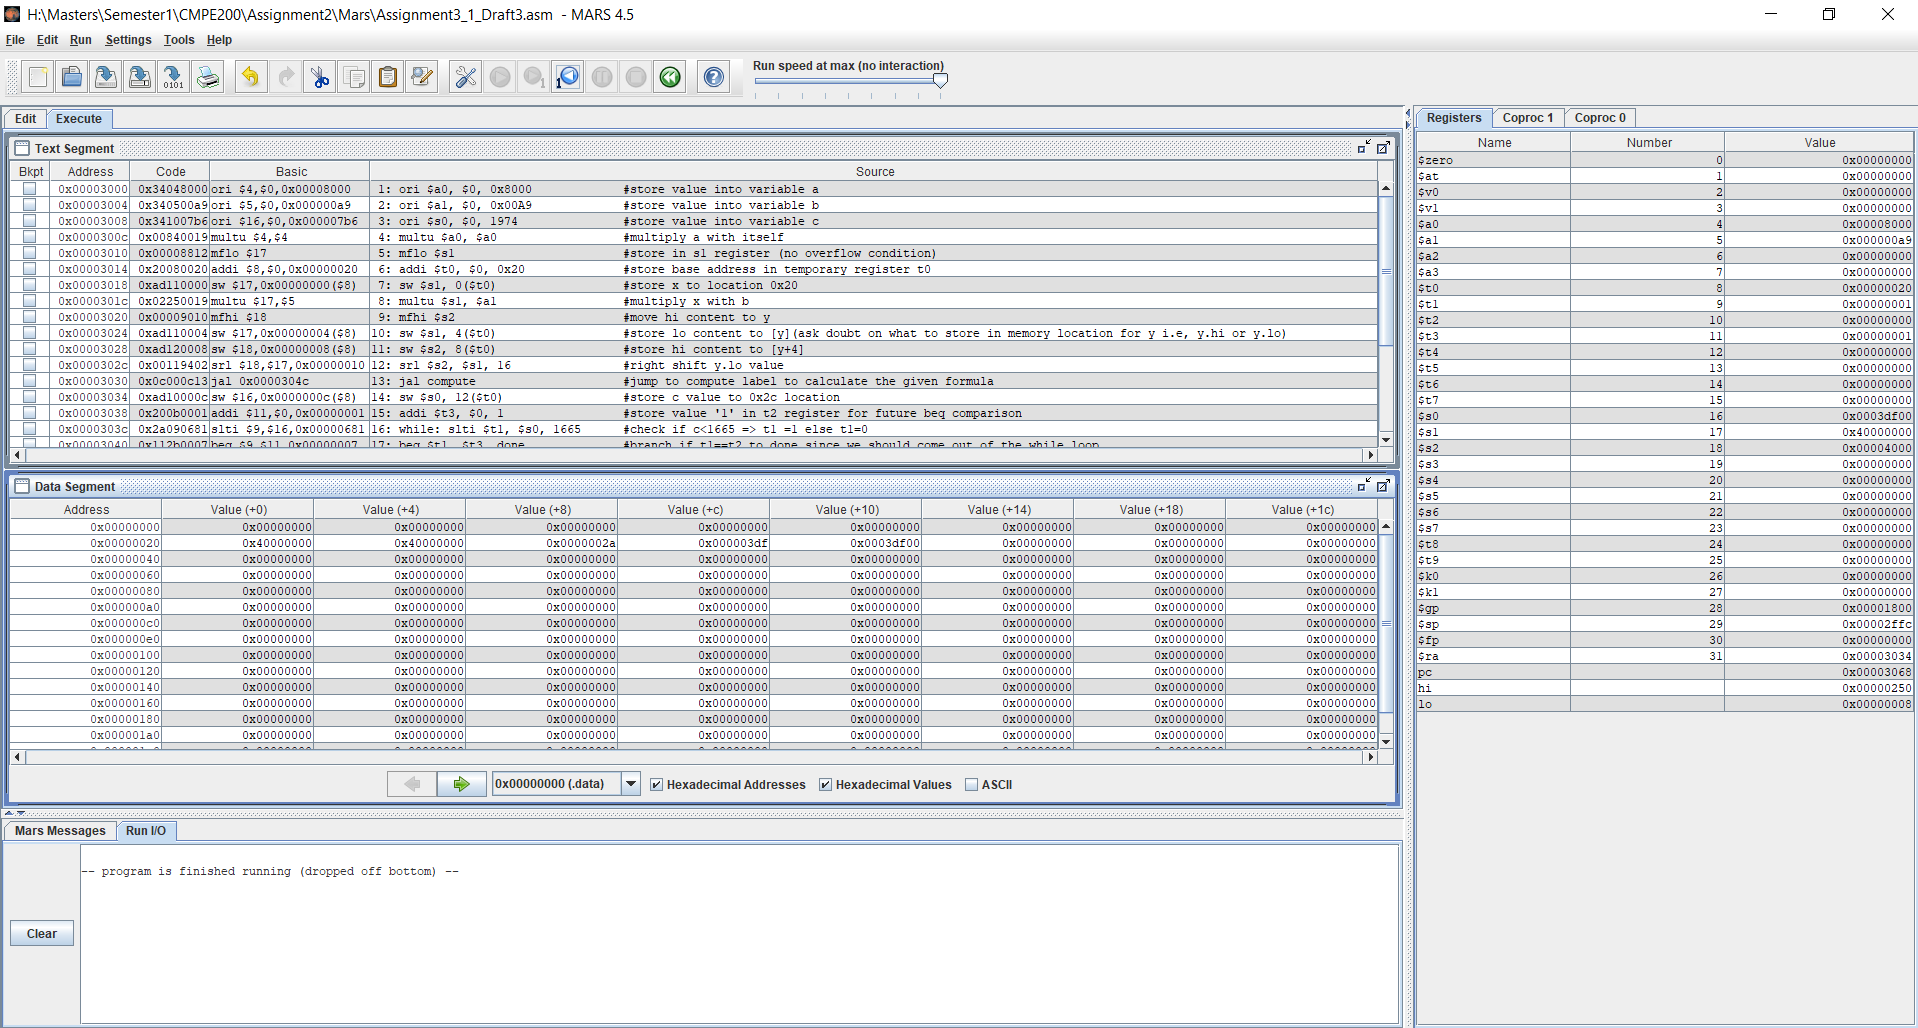 H:\Masters\Semester1\CMPE200\Assignment2\Mars\Assignment3_1_Draft3.asm - MARS 4.5
File Edit Run Settings Tools Help
Run speed at max (no interaction)
Edit Execute
Text Segment
Bkpt Address Code Basic Source
0x00003000 0x34048000 ori $4,$0,0x00008000 1: ori $a0, $0, 0x8000 #store value into variable a
0x00003004 0x340500a9 ori $5,$0,0x000000a9 2: ori $a1, $0, 0x00A9 #store value into variable b
0x00003008 0x341007b6 ori $16,$0,0x000007b6 3: ori $s0, $0, 1974 #store value into variable c
0x0000300c 0x00840019 multu $4,$4 4: multu $a0, $a0 #multiply a with itself
0x00003010 0x00008812 mflo $17 5: mflo $s1 #store in s1 register (no overflow condition)
0x00003014 0x20080020 addi $8,$0,0x00000020 6: addi $t0, $0, 0x20 #store base address in temporary register t0
0x00003018 0xad110000 sw $17,0x00000000($8) 7: sw $s1, 0($t0) #store x to location 0x20
0x0000301c 0x02250019 multu $17,$5 8: multu $s1, $a1 #multiply x with b
0x00003020 0x00009010 mfhi $18 9: mfhi $s2 #move hi content to y
0x00003024 0xad110004 sw $17,0x00000004($8) 10: sw $s1, 4($t0) #store lo content to [y](ask doubt on what to store in memory location for y i.e, y.hi or y.lo)
0x00003028 0xad120008 sw $18,0x00000008($8) 11: sw $s2, 8($t0) #store hi content to [y+4]
0x0000302c 0x00119402 srl $18,$17,0x00000010 12: srl $s2, $s1, 16 #right shift y.lo value
0x00003030 0x0c000c13 jal 0x0000304c 13: jal compute #jump to compute label to calculate the given formula
0x00003034 0xad10000c sw $16,0x0000000c($8) 14: sw $s0, 12($t0) #store c value to 0x2c location
0x00003038 0x200b0001 addi $11,$0,0x00000001 15: addi $t3, $0, 1 #store value '1' in t2 register for future beq comparison
0x0000303c 0x2a090681 slti $9,$16,0x00000681 16: while: slti $t1, $s0, 1665 #check if c<1665 => t1 =1 else t1=0
0x00003040 0x112b0007 beq $9,$11,0x00000007 17: beq $t1, $t3, done #branch if t1==t2 to done since we should come out of the while loop
Data Segment
Address Value (+0) Value (+4) Value (+8) Value (+c) Value (+10) Value (+14) Value (+18) Value (+1c)
0x00000000 0x00000000 0x00000000 0x00000000 0x00000000 0x00000000 0x00000000 0x00000000 0x00000000
0x00000020 0x40000000 0x40000000 0x0000002a 0x000003df 0x0003df00 0x00000000 0x00000000 0x00000000
0x00000040 0x00000000 0x00000000 0x00000000 0x00000000 0x00000000 0x00000000 0x00000000 0x00000000
0x00000060 0x00000000 0x00000000 0x00000000 0x00000000 0x00000000 0x00000000 0x00000000 0x00000000
0x00000080 0x00000000 0x00000000 0x00000000 0x00000000 0x00000000 0x00000000 0x00000000 0x00000000
0x000000a0 0x00000000 0x00000000 0x00000000 0x00000000 0x00000000 0x00000000 0x00000000 0x00000000
0x000000c0 0x00000000 0x00000000 0x00000000 0x00000000 0x00000000 0x00000000 0x00000000 0x00000000
0x000000e0 0x00000000 0x00000000 0x00000000 0x00000000 0x00000000 0x00000000 0x00000000 0x00000000
0x00000100 0x00000000 0x00000000 0x00000000 0x00000000 0x00000000 0x00000000 0x00000000 0x00000000
0x00000120 0x00000000 0x00000000 0x00000000 0x00000000 0x00000000 0x00000000 0x00000000 0x00000000
0x00000140 0x00000000 0x00000000 0x00000000 0x00000000 0x00000000 0x00000000 0x00000000 0x00000000
0x00000160 0x00000000 0x00000000 0x00000000 0x00000000 0x00000000 0x00000000 0x00000000 0x00000000
0x00000180 0x00000000 0x00000000 0x00000000 0x00000000 0x00000000 0x00000000 0x00000000 0x00000000
0x000001a0 0x00000000 0x00000000 0x00000000 0x00000000 0x00000000 0x00000000 0x00000000 0x00000000
0x00000000 (.data) Hexadecimal Addresses Hexadecimal Values ASCII
Mars Messages Run I/O
-- program is finished running (dropped off bottom) --
Clear
Registers Coproc 1 Coproc 0
Name Number Value
$zero 0 0x00000000
$at 1 0x00000000
$v0 2 0x00000000
$v1 3 0x00000000
$a0 4 0x00008000
$a1 5 0x000000a9
$a2 6 0x00000000
$a3 7 0x00000000
$t0 8 0x00000020
$t1 9 0x00000001
$t2 10 0x00000000
$t3 11 0x00000001
$t4 12 0x00000000
$t5 13 0x00000000
$t6 14 0x00000000
$t7 15 0x00000000
$s0 16 0x0003df00
$s1 17 0x40000000
$s2 18 0x00004000
$s3 19 0x00000000
$s4 20 0x00000000
$s5 21 0x00000000
$s6 22 0x00000000
$s7 23 0x00000000
$t8 24 0x00000000
$t9 25 0x00000000
$k0 26 0x00000000
$k1 27 0x00000000
$gp 28 0x00001800
$sp 29 0x00002ffc
$fp 30 0x00000000
$ra 31 0x00003034
pc 0x00003068
hi 0x00000250
lo 0x00000008